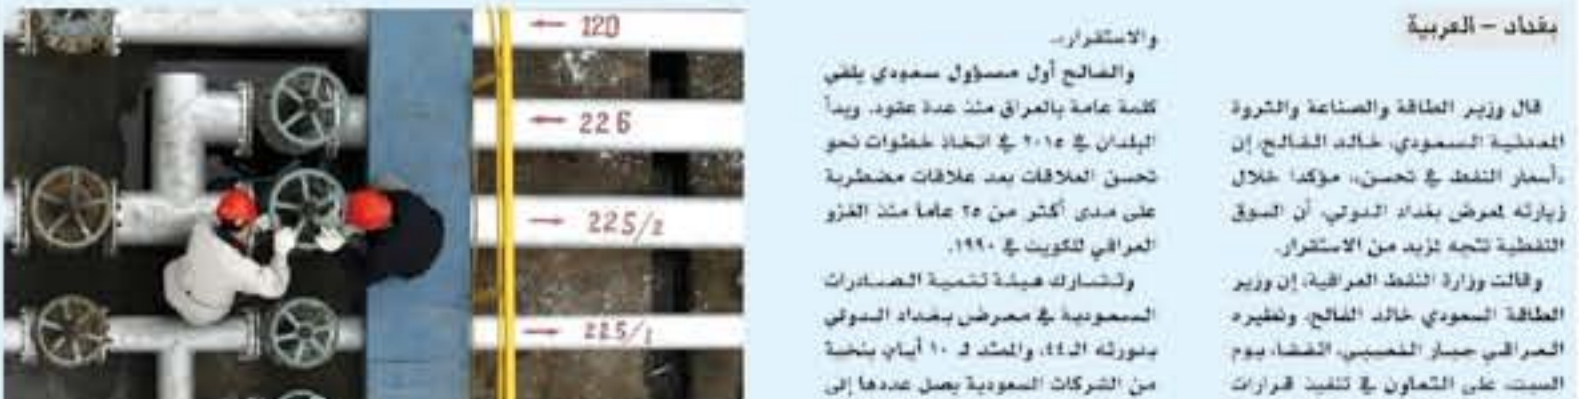 بغداد – العربية
قال وزير الطاقة والصناعة والثروة
المعدنية السعودي، خالد الفالح، إن
«أسعار النفط في تحسن»، مؤكدا خلال
زيارته لمعرض بغداد الدولي، أن السوق
النفطية تتجه لمزيد من الاستقرار.
وقالت وزارة النفط العراقية، إن وزير
الطاقة السعودي خالد الفالح، ونظيره
العراقي جبار اللعيبي، اتفقا، يوم
السبت، على التعاون في تنفيذ قرارات
والاستقرار».
والفالح أول مسؤول سعودي يلقي
كلمة عامة بالعراق منذ عدة عقود. وبدأ
البلدان في ٢٠١٥ في اتخاذ خطوات نحو
تحسن العلاقات بعد علاقات مضطربة
على مدى أكثر من ٢٥ عاما منذ الغزو
العراقي للكويت في ١٩٩٠.
وتشارك هيئة تنمية الصادرات
السعودية في معرض بغداد الدولي
بدورته الـ٤٤، والممتد لـ ١٠ أيام، بنخبة
من الشركات السعودية يصل عددها إلى
← 120
← 226
→ 225/2
→ 225/1